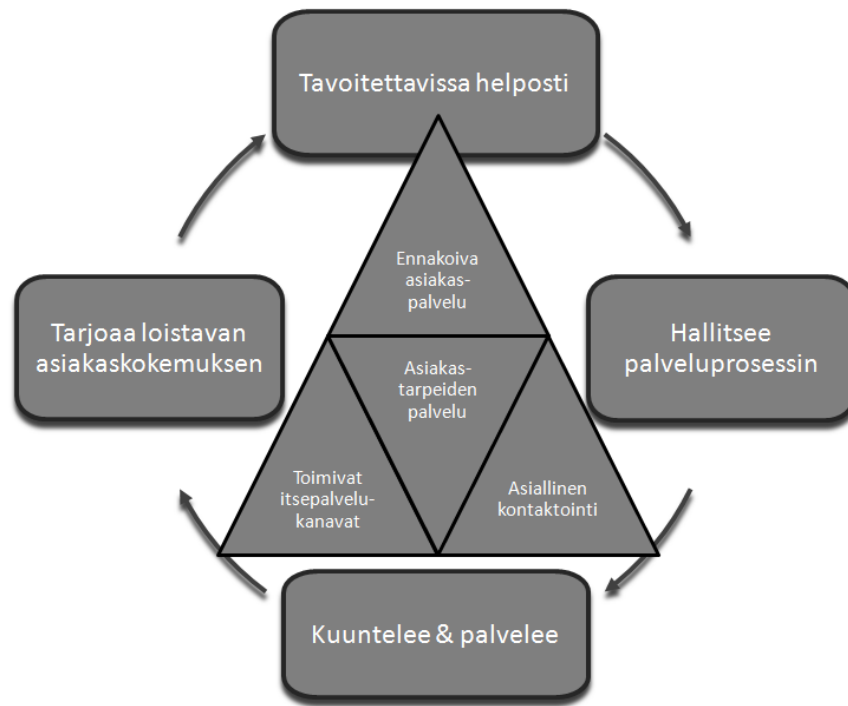 Tavoitettavissa helposti
Ennakoiva
asiakas-
palvelu
Tarjoaa loistavan
asiakaskokemuksen
Hallitsee
palveluprosessin
Asiakas-
tarpeiden
palvelu
Toimivat
itsepalvelu-
kanavat
Asiallinen
kontaktointi
Kuuntelee & palvelee